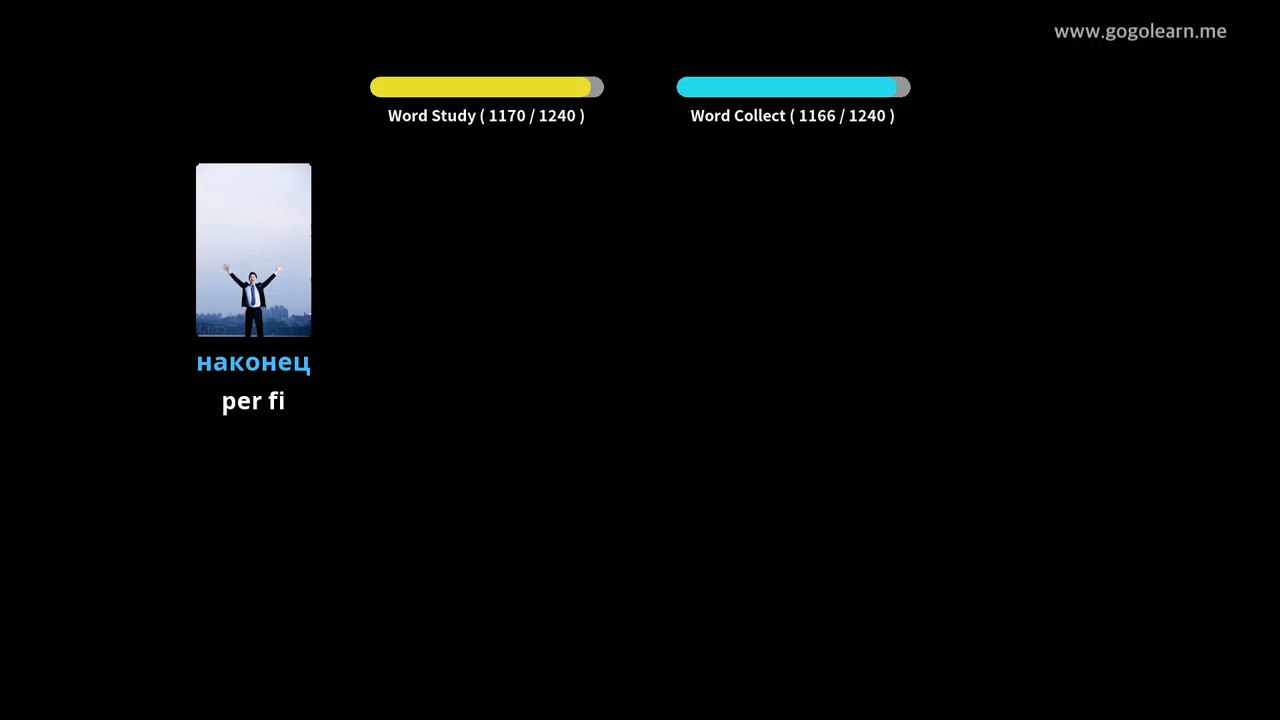 www.gogolearn.me
Word Study ( 1170 / 1240 )
Word Collect ( 1166 / 1240 )
наконец
per fi